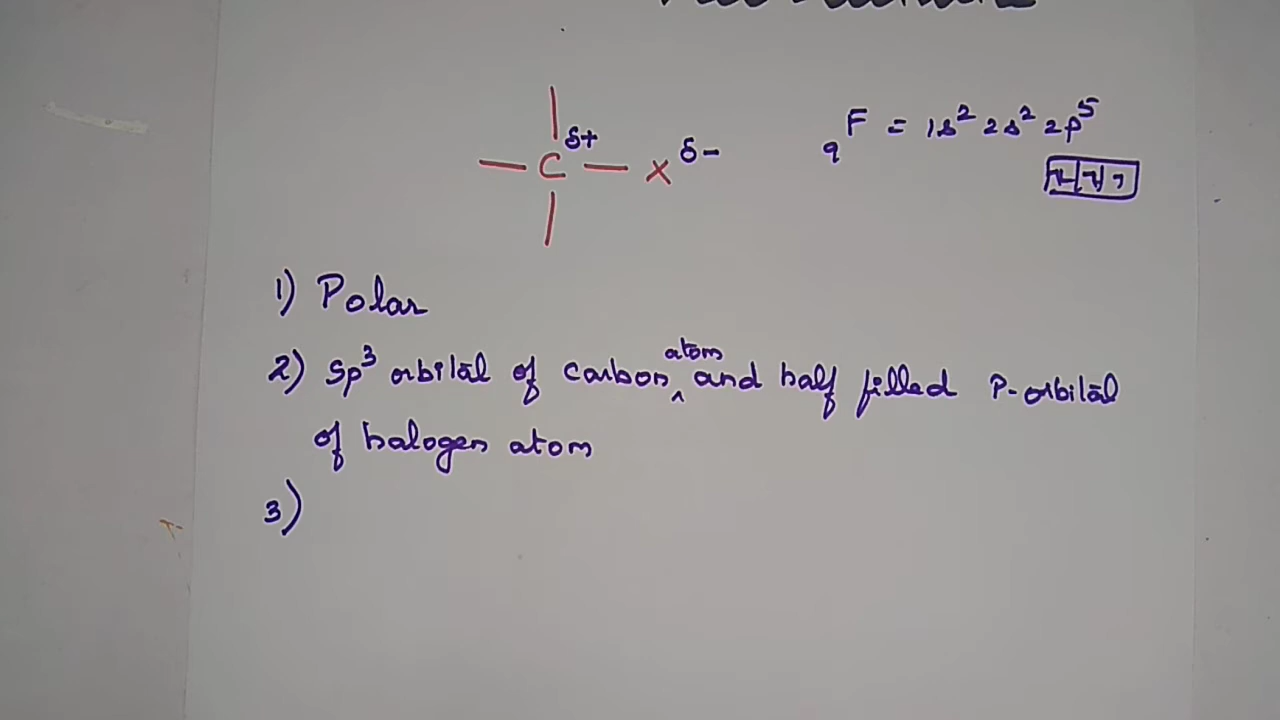 δ+
C X δ-
9F = 1s² 2s² 2p⁵
1) Polar
2) Sp³ orbital of carbon atom and half filled P-orbital
of halogen atom
3)